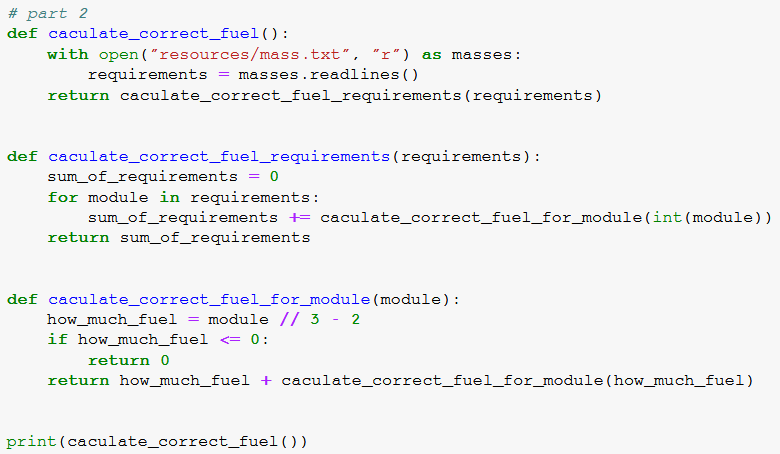 # part 2
def caculate_correct_fuel():
    with open("resources/mass.txt", "r") as masses:
        requirements = masses.readlines()
    return caculate_correct_fuel_requirements(requirements)
def caculate_correct_fuel_requirements(requirements):
    sum_of_requirements = 0
    for module in requirements:
        sum_of_requirements += caculate_correct_fuel_for_module(int(module))
    return sum_of_requirements
def caculate_correct_fuel_for_module(module):
    how_much_fuel = module // 3 - 2
    if how_much_fuel <= 0:
        return 0
    return how_much_fuel + caculate_correct_fuel_for_module(how_much_fuel)
print(caculate_correct_fuel())